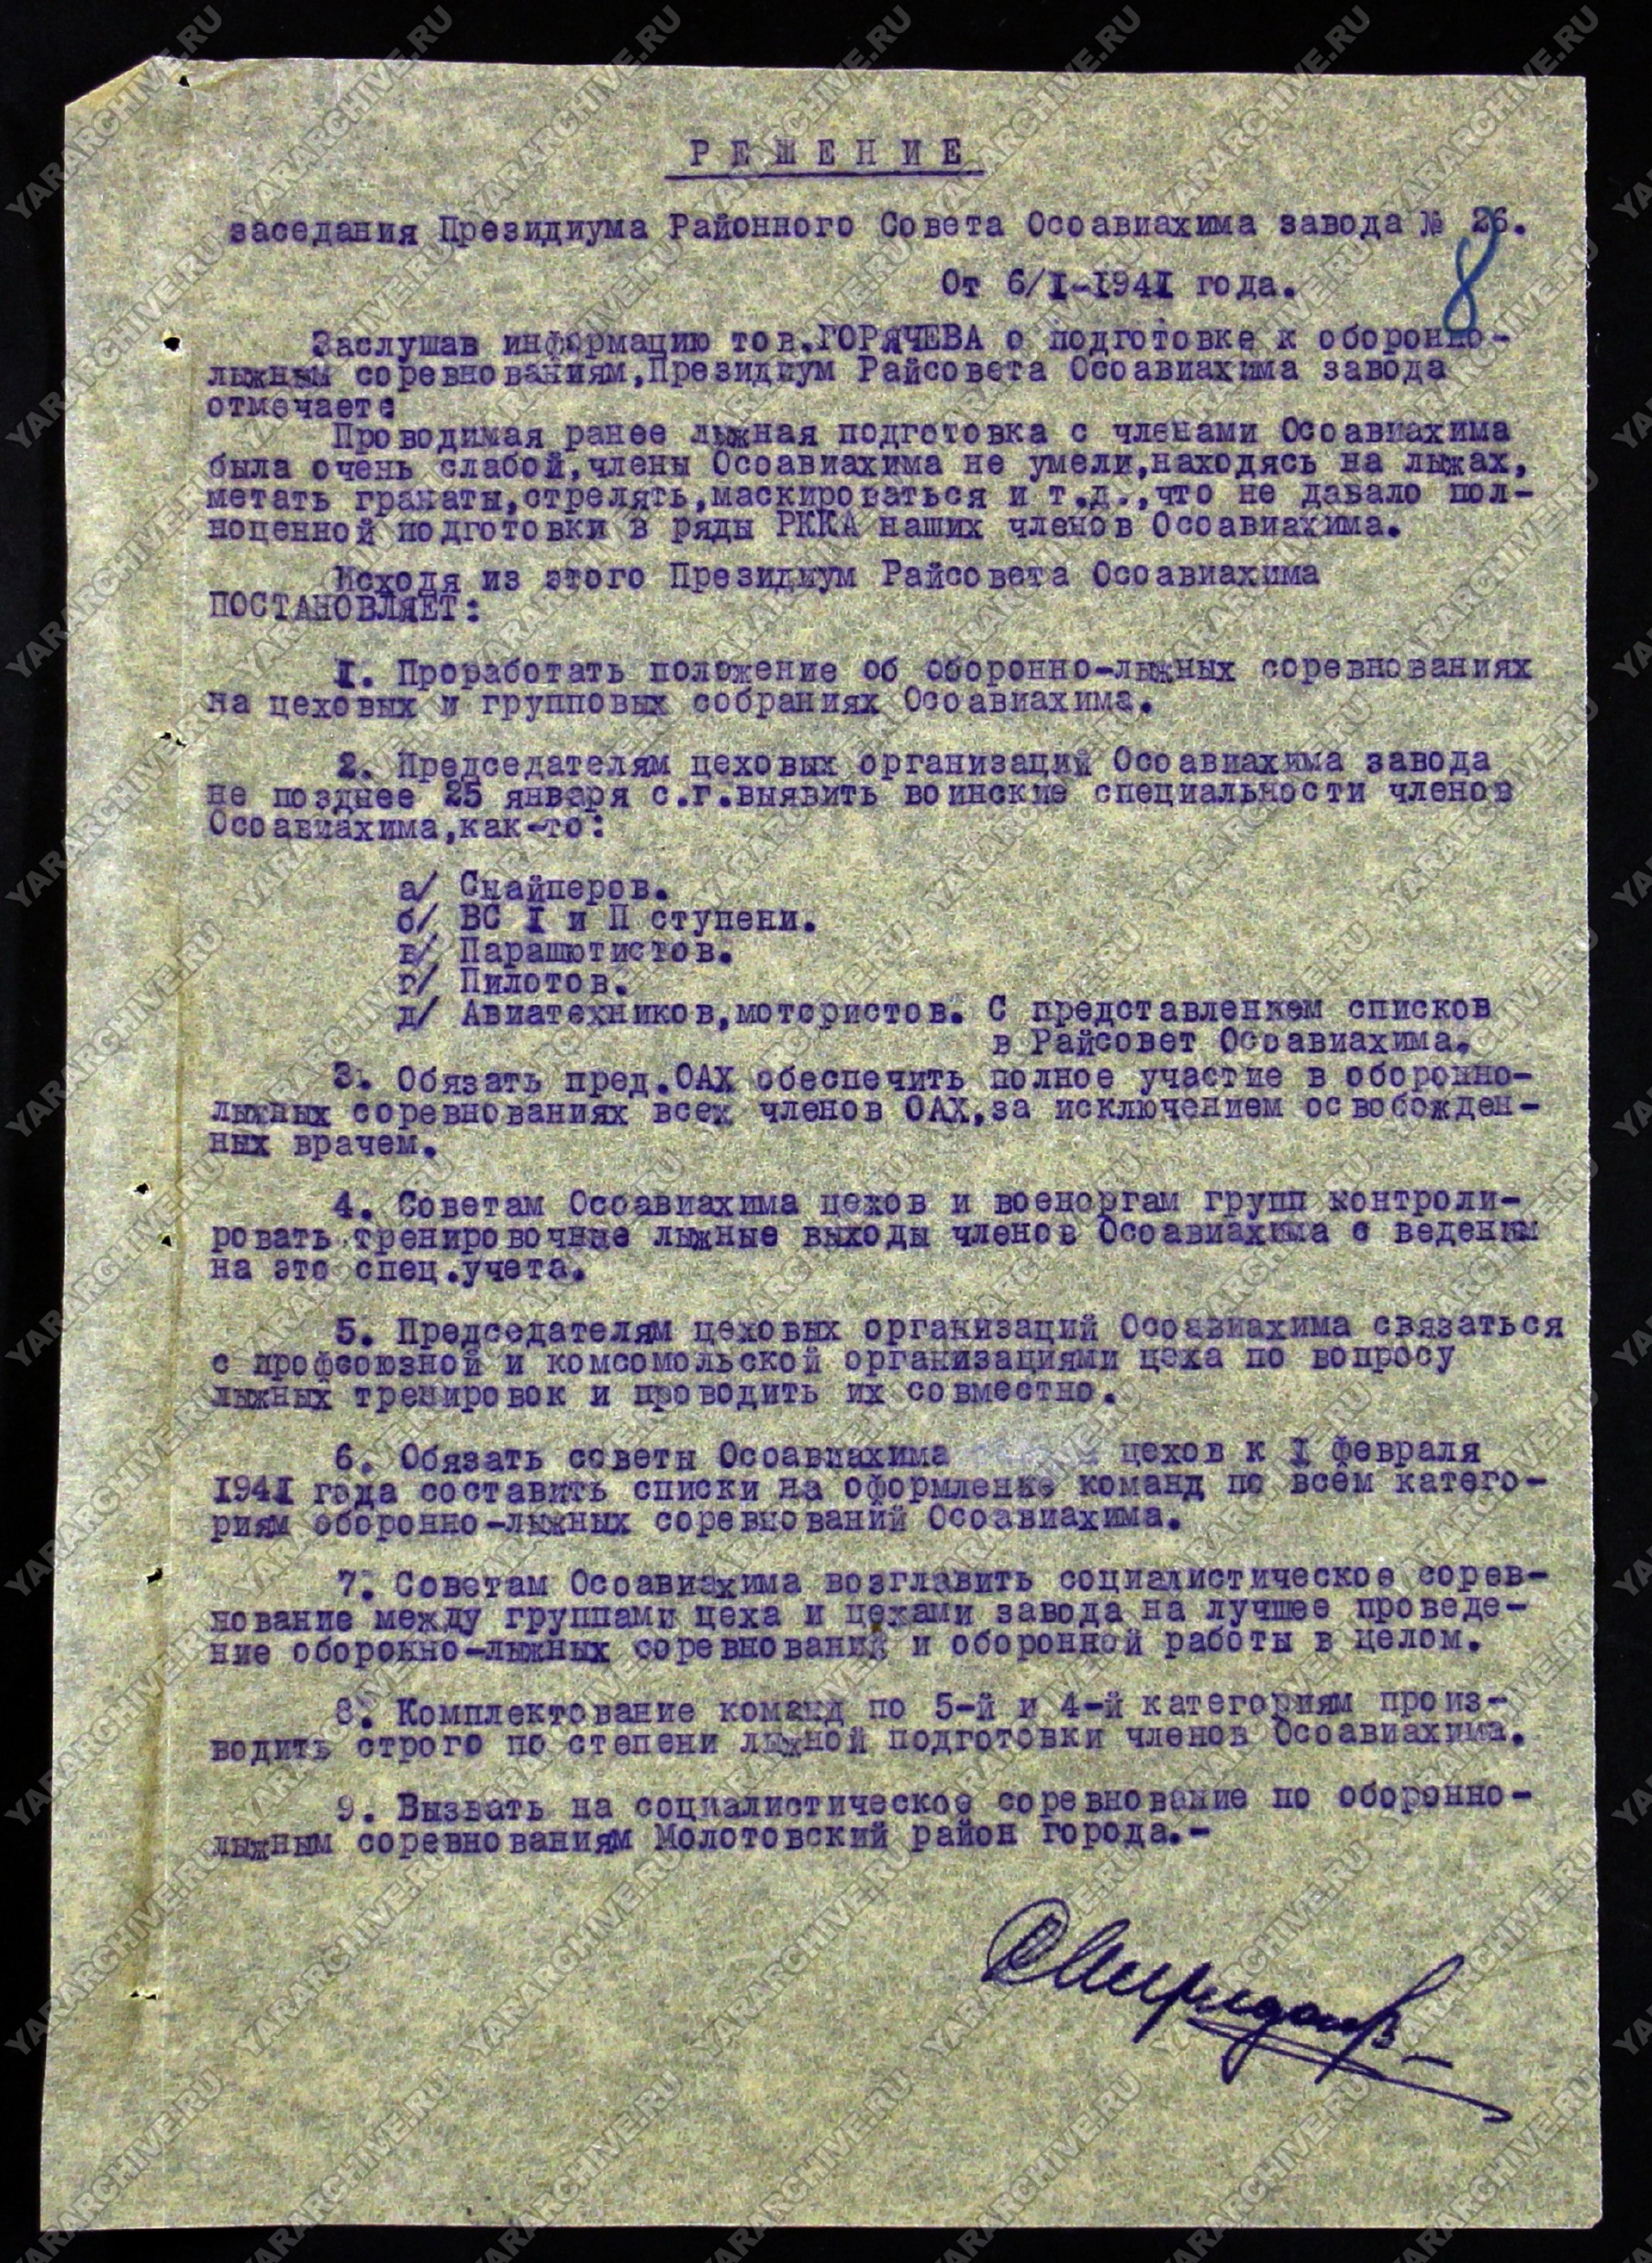 РЕШЕНИЕ
заседания Президиума Районного Совета Осоавиахима завода № 26.
8
От 6/I-1941 года.
Заслушав информацию тов.ГОРЯЧЕВА о подготовке к оборонно-
лыжным соревнованиям,Президиум Райсовета Осоавиахима завода
отмечает:
Проводимая ранее лыжная подготовка с членами Осоавиахима
была очень слабой,члены Осоавиахима не умели,находясь на лыжах,
метать гранаты,стрелять,маскироваться и т.д.,что не давало пол-
ноценной подготовки в ряды РККА наших членов Осоавиахима.
Исходя из этого Президиум Райсовета Осоавиахима
ПОСТАНОВЛЯЕТ:
1. Проработать положение об оборонно-лыжных соревнованиях
на цеховых и групповых собраниях Осоавиахима.
2. Председателям цеховых организаций Осоавиахима завода
не позднее 25 января с.г.выявить воинские специальности членов
Осоавиахима,как-то:
а/ Снайперов.
б/ ВС I и П ступени.
в/ Парашютистов.
г/ Пилотов.
д/ Авиатехников,мотористов. С представлением списков
в Райсовет Осоавиахима.
3. Обязать пред.ОАХ обеспечить полное участие в оборонно-
лыжных соревнованиях всех членов ОАХ,за исключением освобожден-
ных врачем.
4. Советам Осоавиахима цехов и военоргам групп контроли-
ровать тренировочные лыжные выходы членов Осоавиахима с веденым
на это спец.учета.
5. Председателям цеховых организаций Осоавиахима связаться
с профсоюзной и комсомольской организациями цеха по вопросу
лыжных тренировок и проводить их совместно.
6. Обязать советы Осоавиахима цехов к I февраля
1941 года составить списки на оформление команд по всем катего-
риям оборонно-лыжных соревнований Осоавиахима.
7. Советам Осоавиахима возглавить социалистическое сорев-
нование между группами цеха и цехами завода на лучшее проведе-
ние оборонно-лыжных соревнований и оборонной работы в целом.
8. Комплектование команд по 5-й и 4-й категориям произ-
водить строго по степени лыжной подготовки членов Осоавиахима.
9. Вызвать на социалистическое соревнование по оборонно-
лыжным соревнованиям Молотовский район города.-
YARARCHIVE.RU